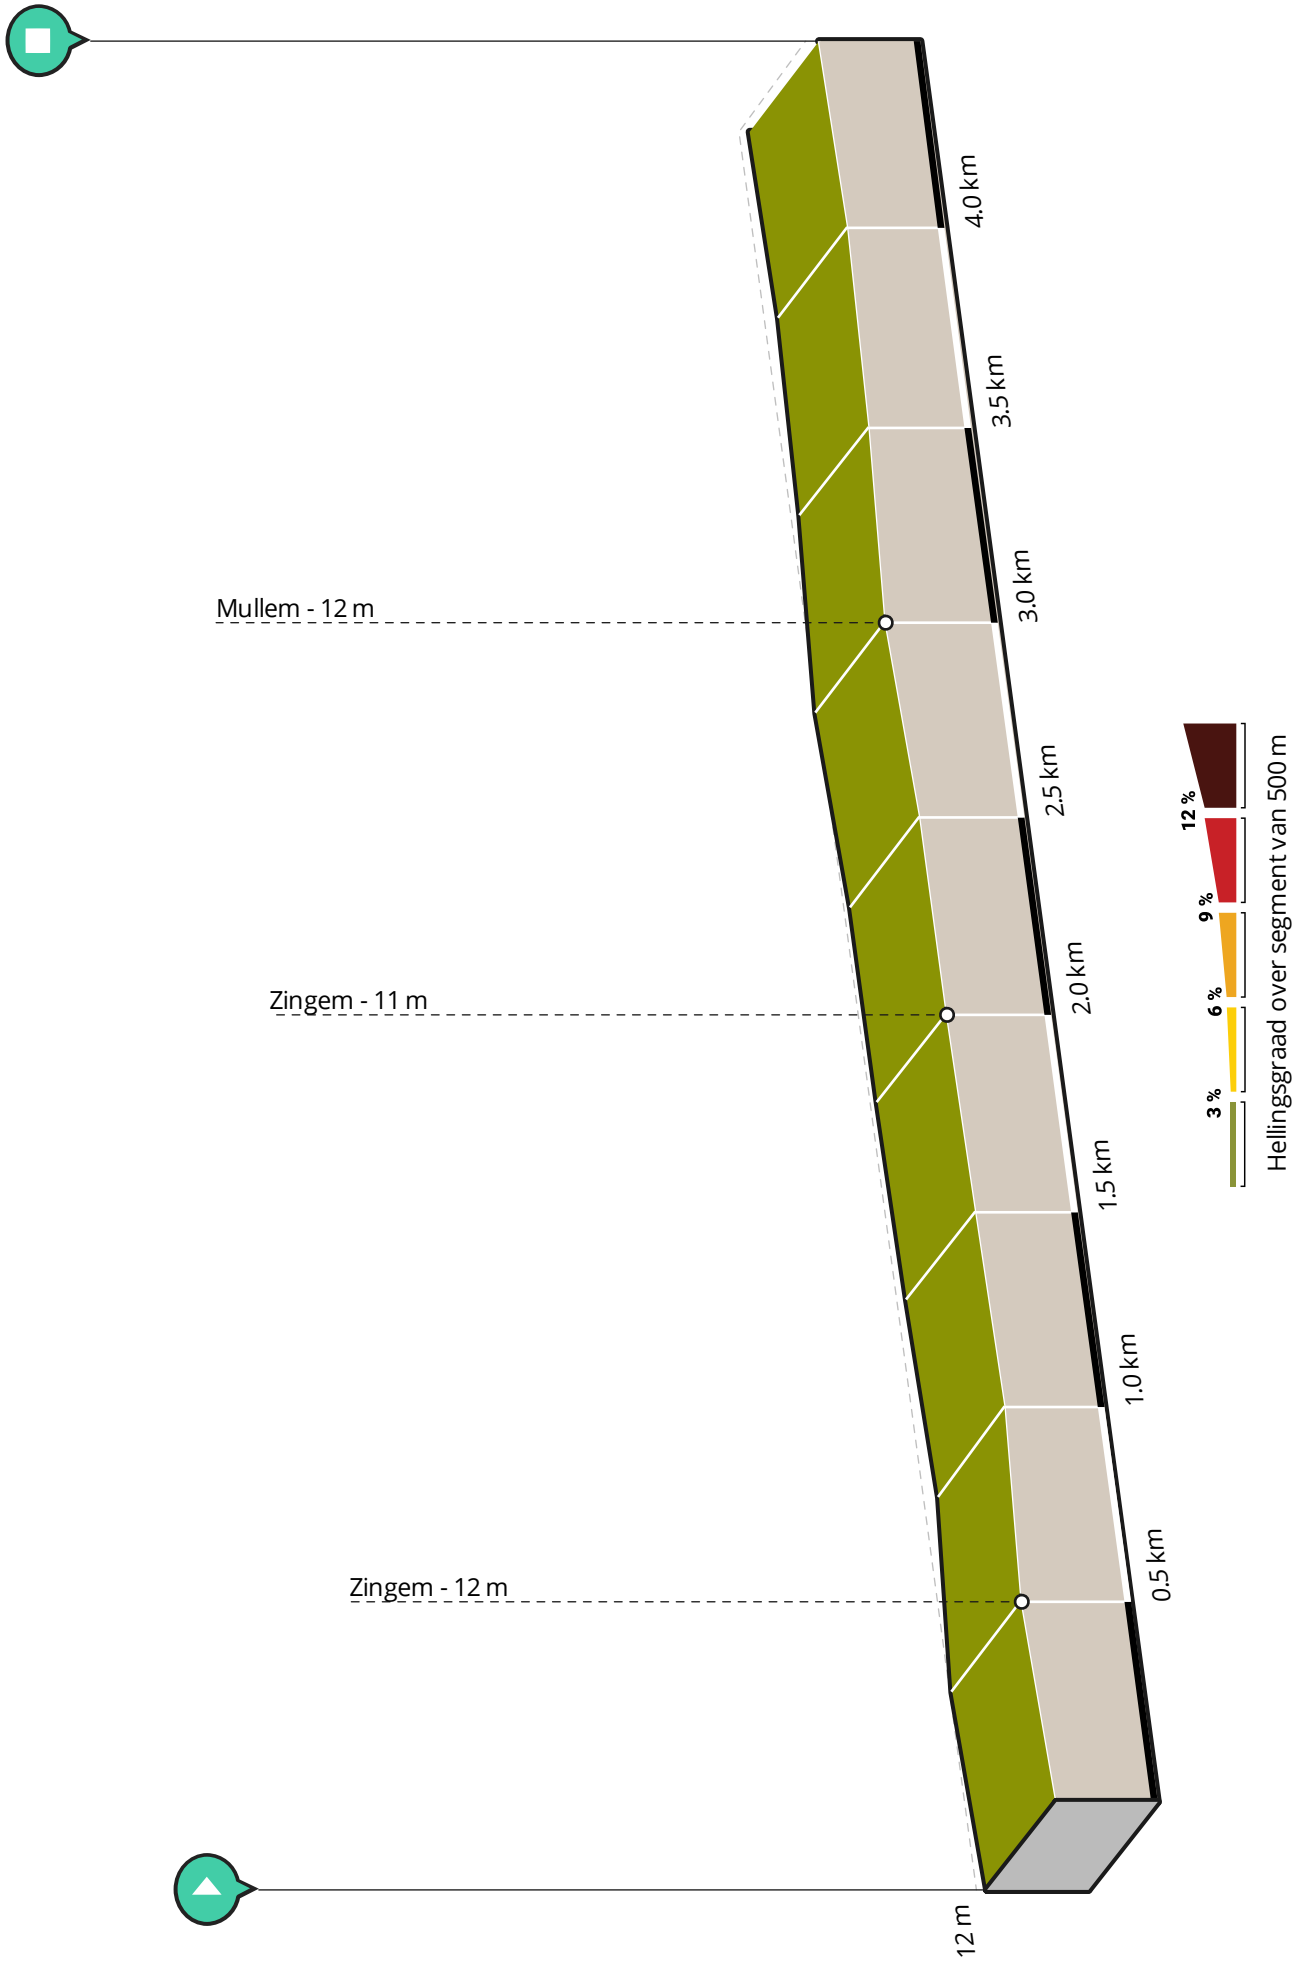 Mullem - 12 m
Zingem - 11 m
Zingem - 12 m
12 m
0.5 km
1.0 km
1.5 km
2.0 km
2.5 km
3.0 km
3.5 km
4.0 km
3 %
6 %
9 %
12 %
Hellingsgraad over segment van 500 m